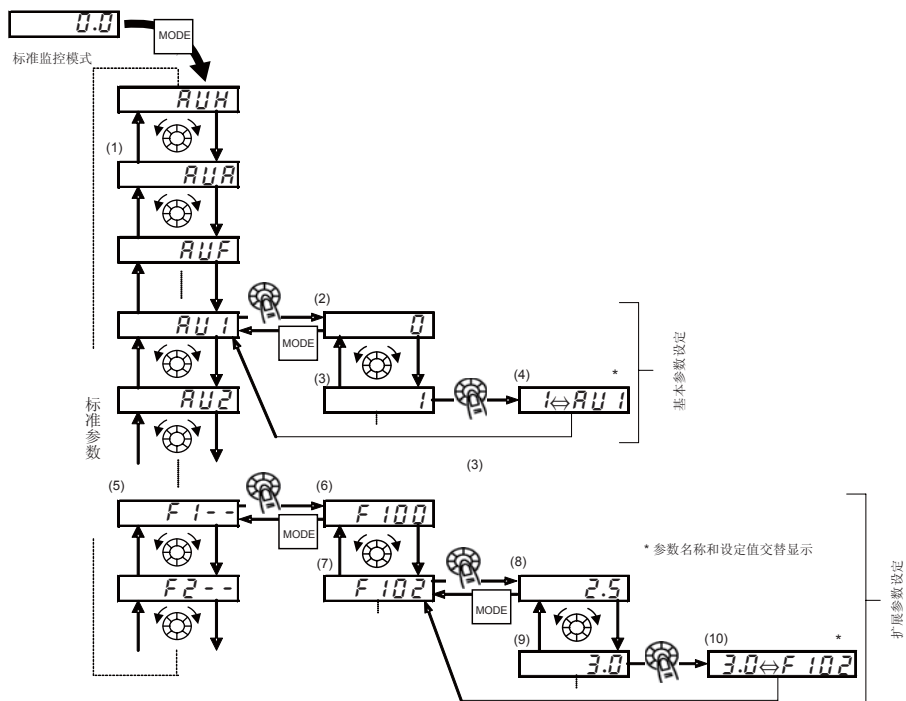 0.0
MODE
标准监控模式
AUH
(1)
AUA
AUF
(2)
AU1
0
MODE
(3)
(4)
*
1
1⇔AU1
AU2
基本参数设定
标准参数
(3)
(5)
(6)
F1--
F100
MODE
* 参数名称和设定值交替显示
(7)
(8)
F2--
F102
2.5
MODE
(9)
(10)
*
3.0
3.0⇔F102
扩展参数设定